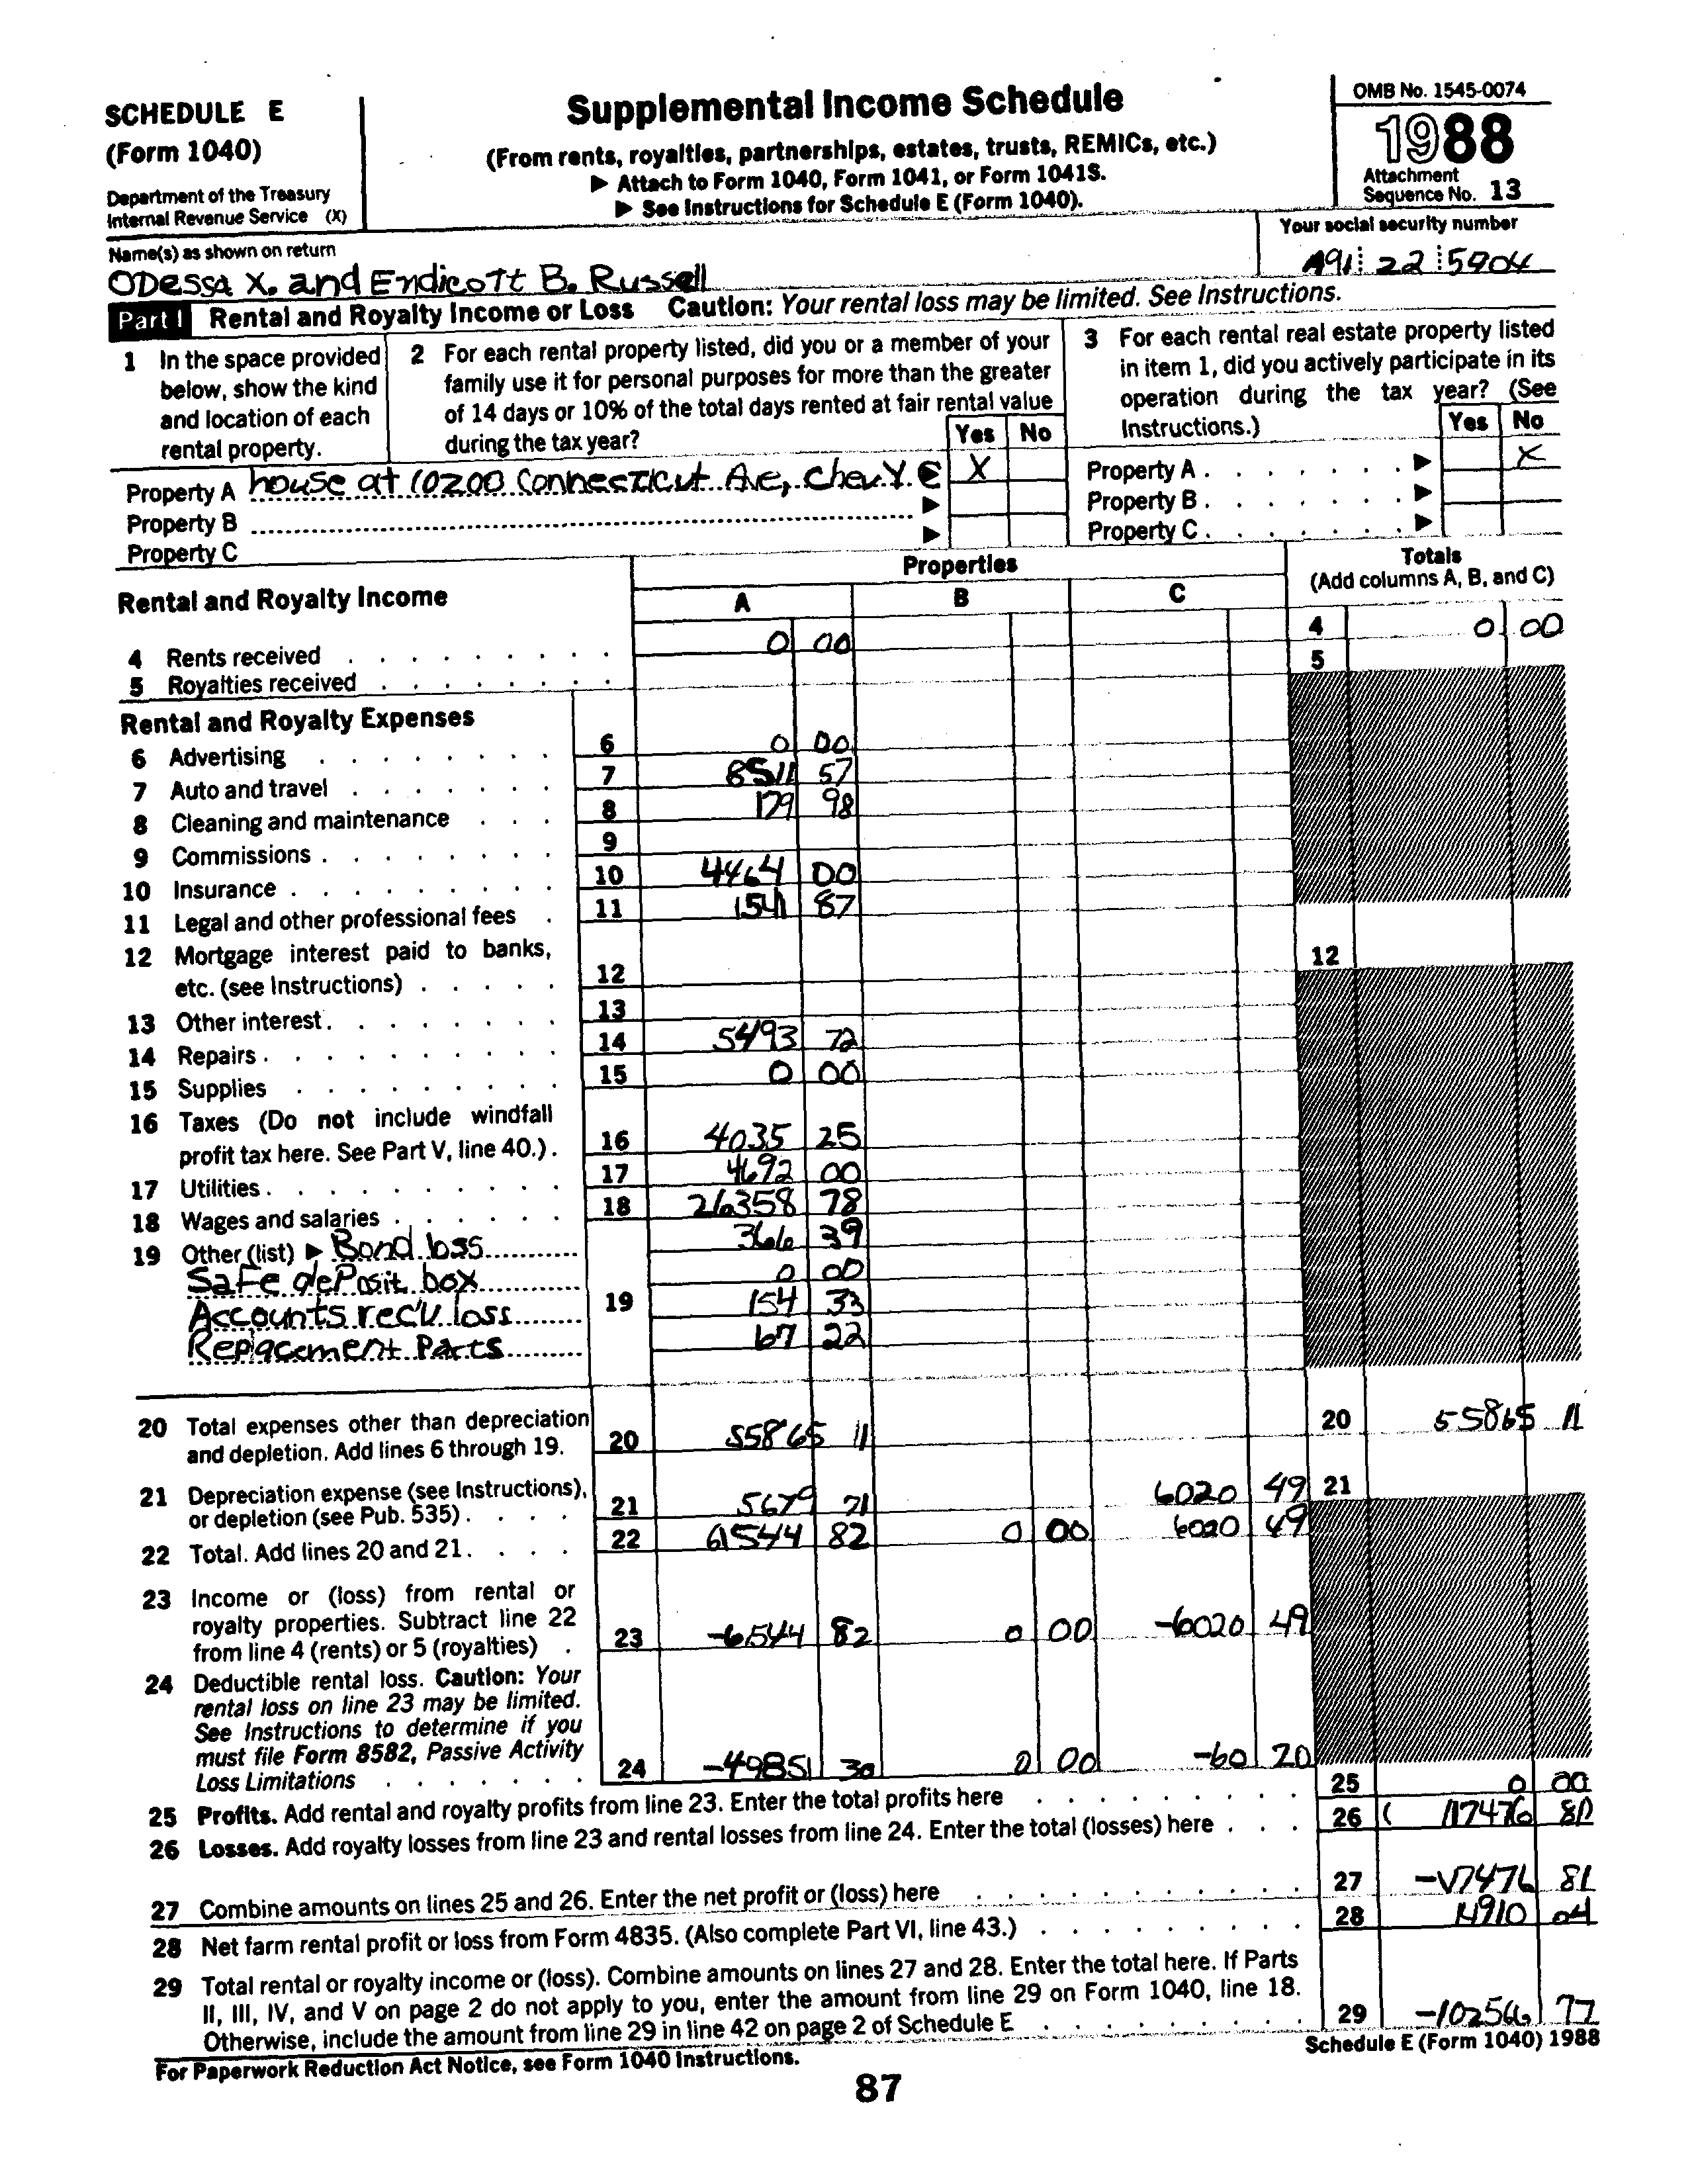 SCHEDULE E
(Form 1040)
Department of the Treasury
Internal Revenue Service (X)
Supplemental Income Schedule
(From rents, royalties, partnerships, estates, trusts, REMICs, etc.)
▶ Attach to Form 1040, Form 1041, or Form 1041S.
▶ See Instructions for Schedule E (Form 1040).
OMB No. 1545-0074
1988
Attachment
Sequence No. 13
Name(s) as shown on return
Odessa X. and Endicott B. Russell
Your social security number
491 22 5904
Part I Rental and Royalty Income or Loss Caution: Your rental loss may be limited. See Instructions.
1 In the space provided
below, show the kind
and location of each
rental property.
2 For each rental property listed, did you or a member of your
family use it for personal purposes for more than the greater
of 14 days or 10% of the total days rented at fair rental value
during the tax year?
Yes No
3 For each rental real estate property listed
in item 1, did you actively participate in its
operation during the tax year? (See
Instructions.)
Yes No
Property A house at 10200 Connecticut Ave, Chevy C ▶ X Property A ▶ X
Property B ▶ Property B ▶
Property C ▶ Property C ▶
Rental and Royalty Income
Properties
A B C
Totals
(Add columns A, B, and C)
4 Rents received 0 00 4 0 00
5 Royalties received 5
Rental and Royalty Expenses
6 Advertising 6 0 00
7 Auto and travel 7 8511 57
8 Cleaning and maintenance 8 179 98
9 Commissions 9
10 Insurance 10 4464 00
11 Legal and other professional fees 11 1541 87
12 Mortgage interest paid to banks,
etc. (see Instructions) 12 12
13 Other interest 13
14 Repairs 14 5493 72
15 Supplies 15 0 00
16 Taxes (Do not include windfall
profit tax here. See Part V, line 40.) 16 4035 25
17 Utilities 17 4692 00
18 Wages and salaries 18 26358 78
19 Other (list) ▶ Bond loss 366 39
Safe deposit box 0 00
Accounts recv loss 19 154 33
Replacement Parts 67 22
20 Total expenses other than depreciation
and depletion. Add lines 6 through 19. 20 55865 11 20 55865 11
21 Depreciation expense (see Instructions),
or depletion (see Pub. 535) 21 5679 71 6020 49 21
22 Total. Add lines 20 and 21 22 61544 82 0 00 6020 49
23 Income or (loss) from rental or
royalty properties. Subtract line 22
from line 4 (rents) or 5 (royalties) 23 82 0 00 -6020 49
24 Deductible rental loss. Caution: Your
rental loss on line 23 may be limited.
See Instructions to determine if you
must file Form 8582, Passive Activity
Loss Limitations 24 -49851 30 0 00 -60 20
25 Profits. Add rental and royalty profits from line 23. Enter the total profits here 25 0 00
26 Losses. Add royalty losses from line 23 and rental losses from line 24. Enter the total (losses) here 26 (
27 Combine amounts on lines 25 and 26. Enter the net profit or (loss) here 27 81
28 Net farm rental profit or loss from Form 4835. (Also complete Part VI, line 43.) 28 14910 04
29 Total rental or royalty income or (loss). Combine amounts on lines 27 and 28. Enter the total here. If Parts
II, III, IV, and V on page 2 do not apply to you, enter the amount from line 29 on Form 1040, line 18.
Otherwise, include the amount from line 29 in line 42 on page 2 of Schedule E 29 -102566 77
For Paperwork Reduction Act Notice, see Form 1040 Instructions.
Schedule E (Form 1040) 1988
87